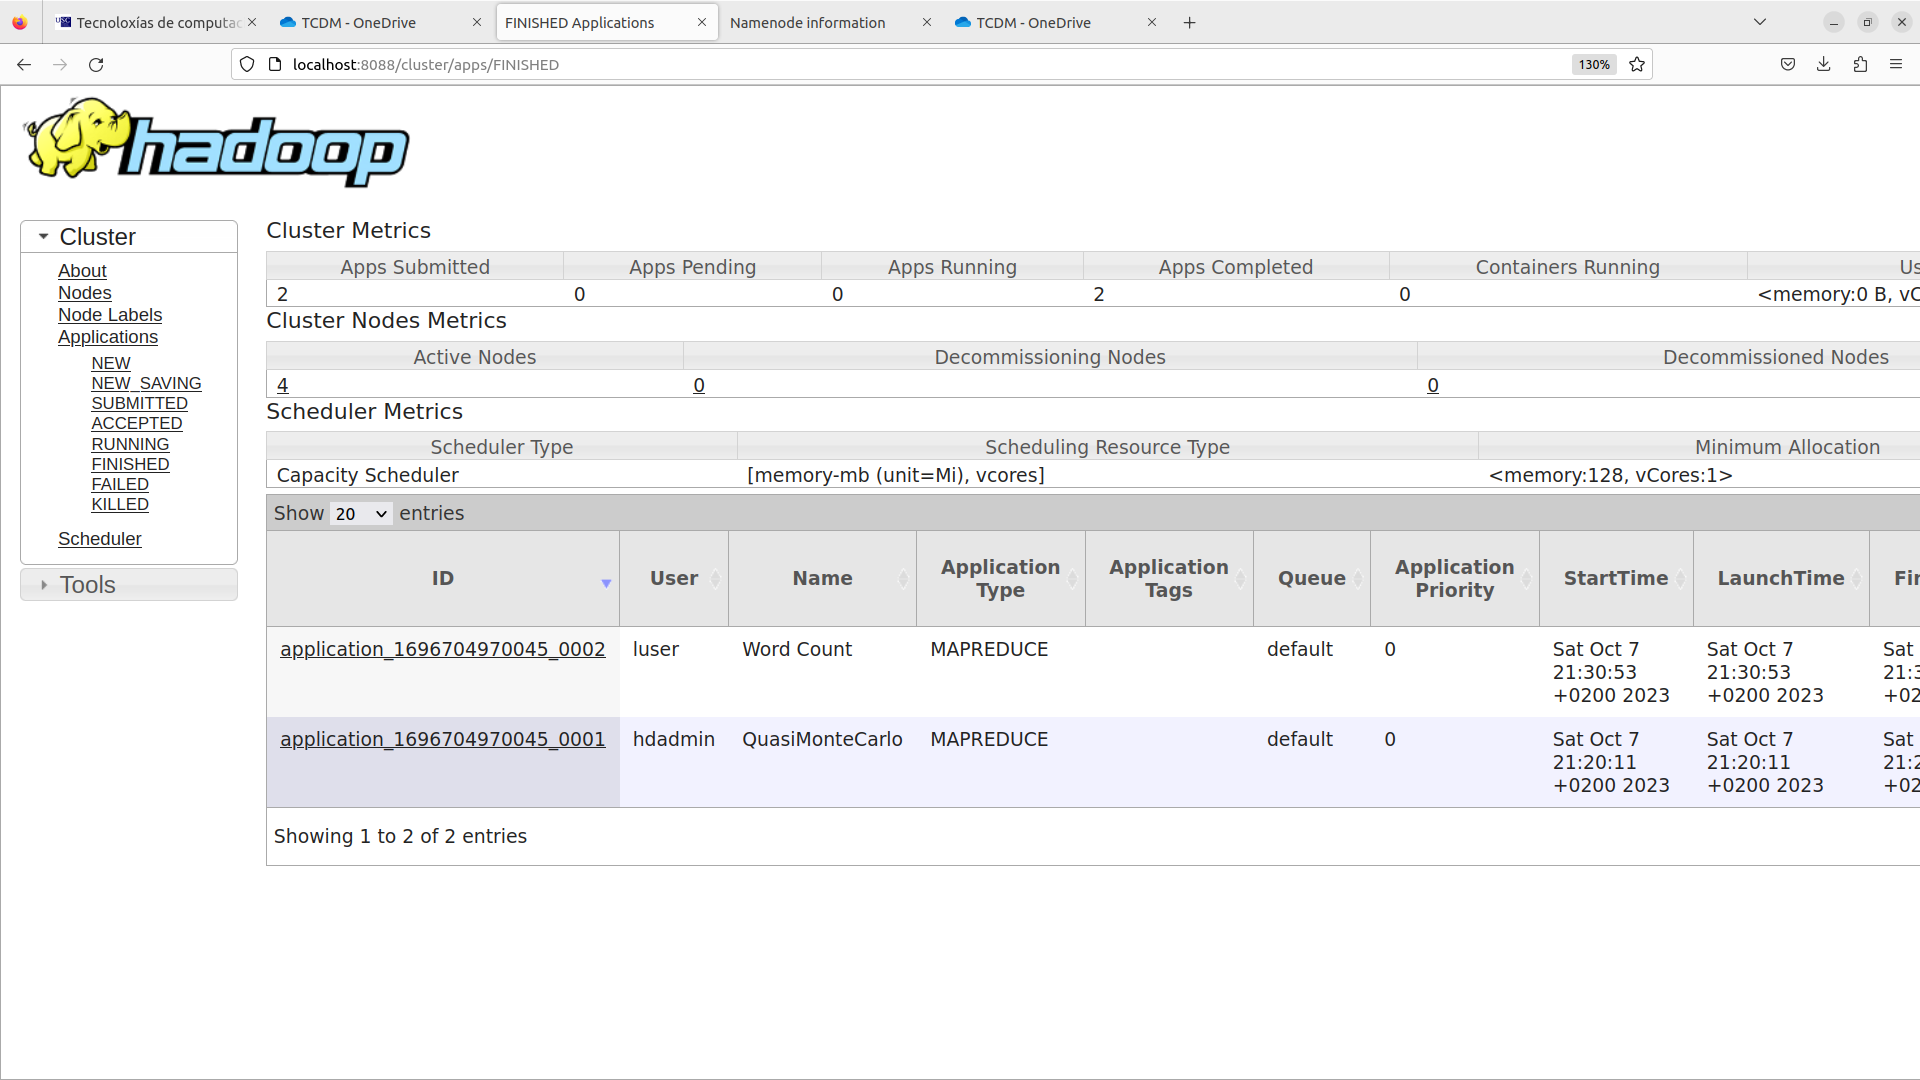 Tecnoloxías de computac
TCDM - OneDrive
FINISHED Applications
Namenode information
TCDM - OneDrive
localhost:8088/cluster/apps/FINISHED
130%
hadoop
Cluster
About
Nodes
Node Labels
Applications
NEW
NEW_SAVING
SUBMITTED
ACCEPTED
RUNNING
FINISHED
FAILED
KILLED
Scheduler
Tools
Cluster Metrics
Apps Submitted Apps Pending Apps Running Apps Completed Containers Running Us
2 0 0 2 0 <memory:0 B, vC
Cluster Nodes Metrics
Active Nodes Decommissioning Nodes Decommissioned Nodes
4 0 0
Scheduler Metrics
Scheduler Type Scheduling Resource Type Minimum Allocation
Capacity Scheduler [memory-mb (unit=Mi), vcores] <memory:128, vCores:1>
Show 20 entries
ID User Name Application Type Application Tags Queue Application Priority StartTime LaunchTime Fin
application_1696704970045_0002 luser Word Count MAPREDUCE default 0 Sat Oct 7 Sat Oct 7 Sat
21:30:53 21:30:53 21:3
+0200 2023 +0200 2023 +02
application_1696704970045_0001 hdadmin QuasiMonteCarlo MAPREDUCE default 0 Sat Oct 7 Sat Oct 7 Sat
21:20:11 21:20:11 21:2
+0200 2023 +0200 2023 +02
Showing 1 to 2 of 2 entries